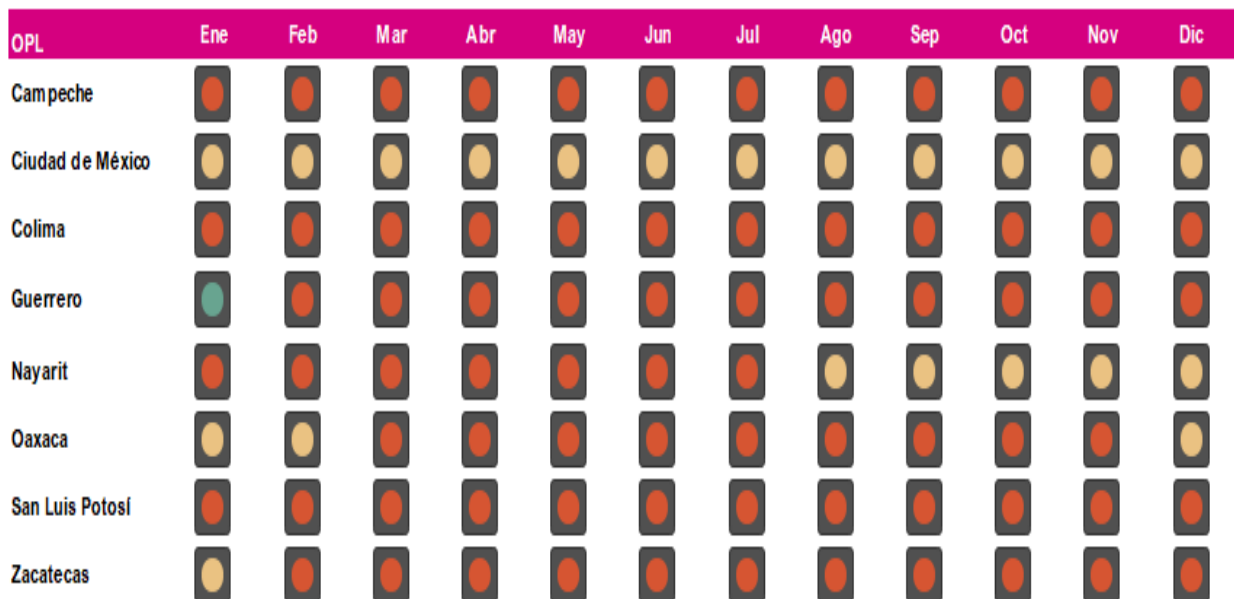 OPL Ene Feb Mar Abr May Jun Jul Ago Sep Oct Nov Dic
Campeche
Ciudad de México
Colima
Guerrero
Nayarit
Oaxaca
San Luis Potosí
Zacatecas